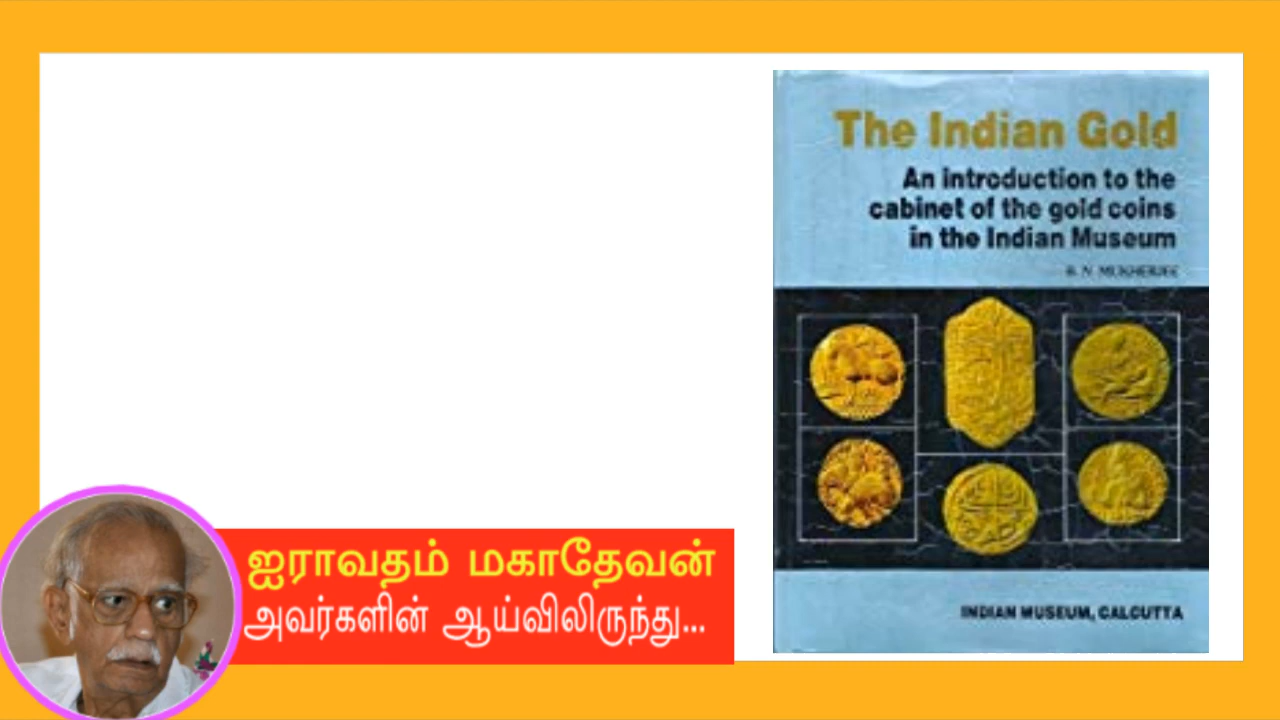 The Indian Gold
An introduction to the
cabinet of the gold coins
in the Indian Museum
B. N. MUKHERJEE
INDIAN MUSEUM, CALCUTTA
ஐராவதம் மகாதேவன்
அவர்களின் ஆய்விலிருந்து...